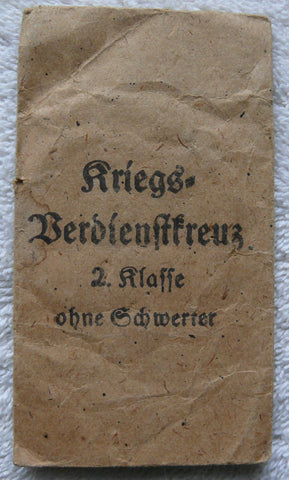 Kriegs-
Verdienstkreuz
2. Klasse
ohne Schwerter